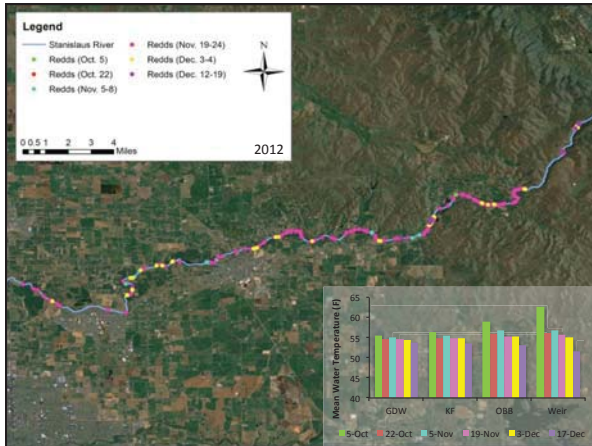 Legend
Stanislaus River
Redds (Oct. 5)
Redds (Oct. 22)
Redds (Nov. 5-8)
Redds (Nov. 19-24)
Redds (Dec. 3-4)
Redds (Dec. 12-19)
N
0 0.5 1 2 3 4
Miles
2012
Mean Water Temperature (F)
65
60
55
50
45
40
GDW KF OBB Weir
5-Oct 22-Oct 5-Nov 19-Nov 3-Dec 17-Dec